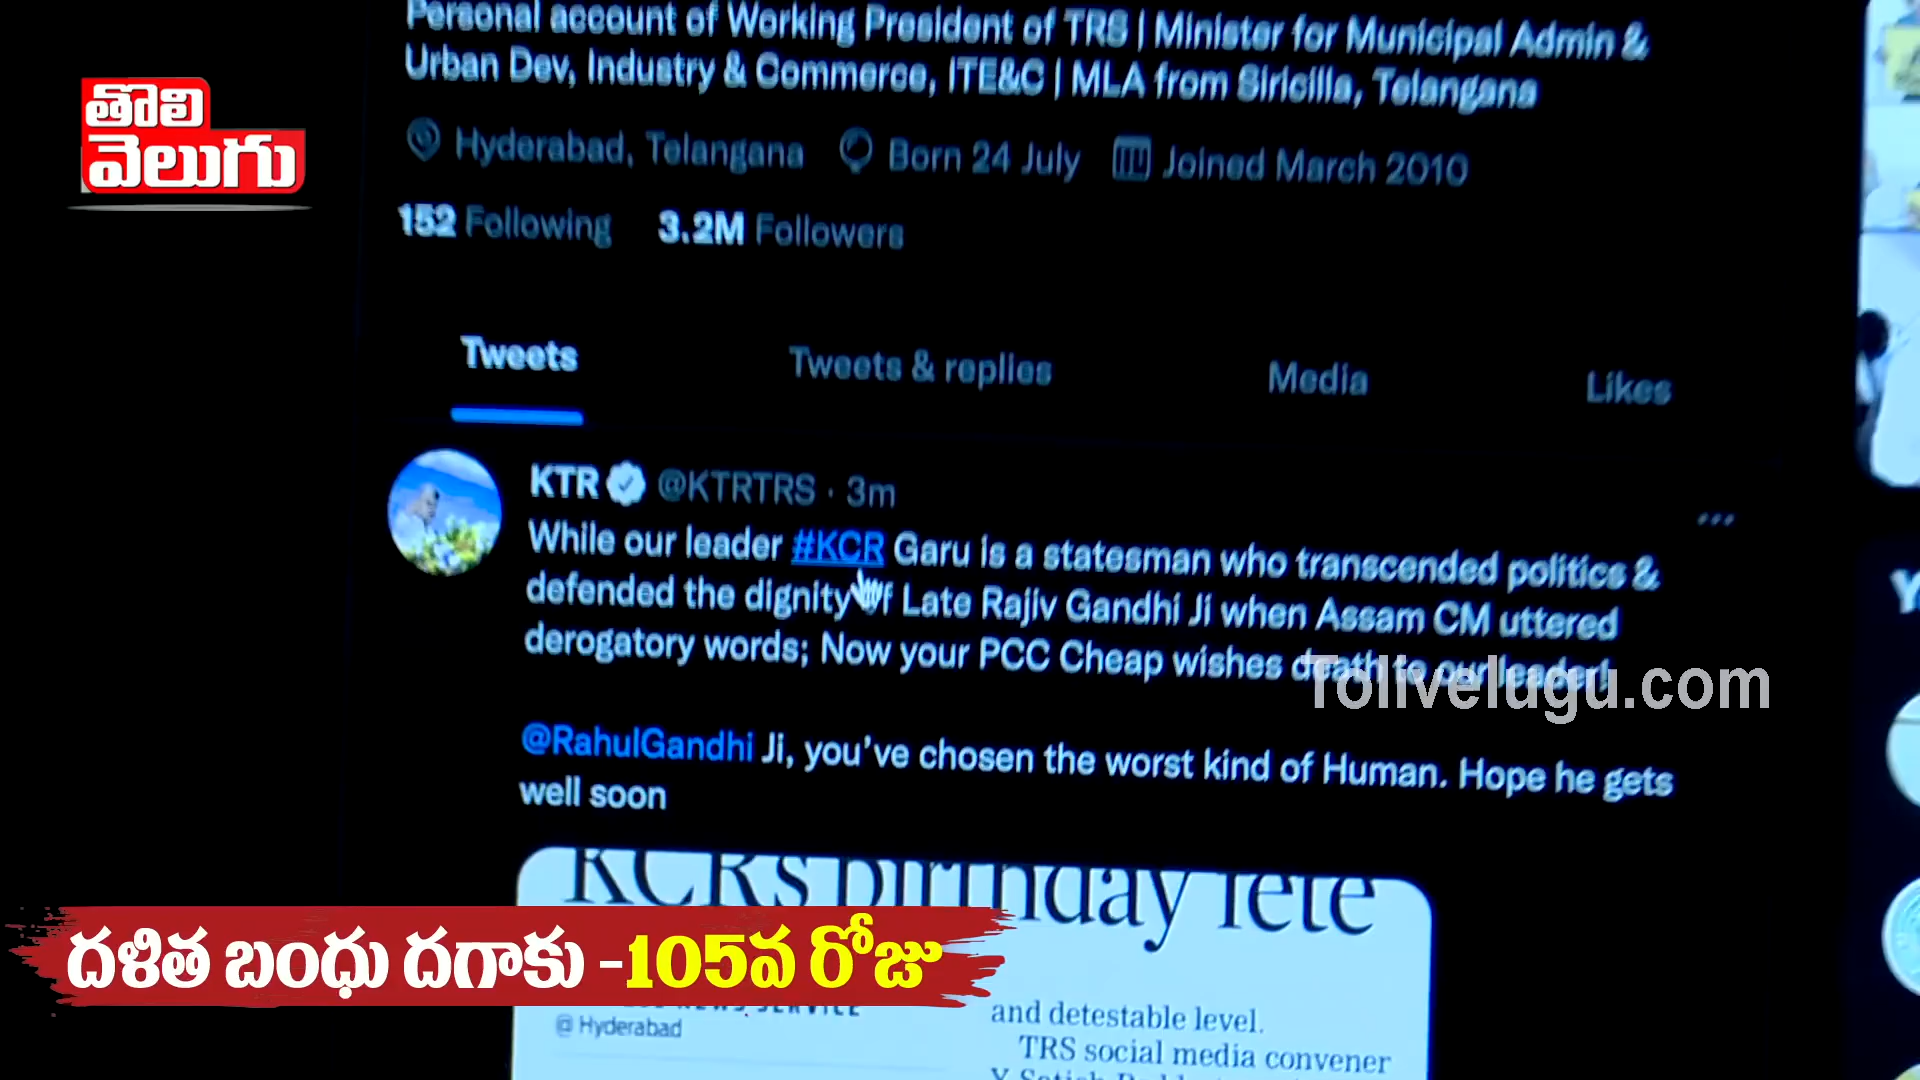 తొలి
వెలుగు
Personal account of Working President of TRS | Minister for Municipal Admin &
Urban Dev, Industry & Commerce, ITE&C | MLA from Siricilla, Telangana
Hyderabad, Telangana Born 24 July Joined March 2010
152 Following 3.2M Followers
Tweets Tweets & replies Media Likes
KTR @KTRTRS · 3m
While our leader #KCR Garu is a statesman who transcended politics &
defended the dignity of Late Rajiv Gandhi Ji when Assam CM uttered
derogatory words; Now your PCC Cheap wishes death to our leader!
Tolivelugu.com
@RahulGandhi Ji, you've chosen the worst kind of Human. Hope he gets
well soon
KCR's birthday fete
దళిత బంధు దగాకు -105వ రోజు
SERVICE
@ Hyderabad
and detestable level.
TRS social media convener